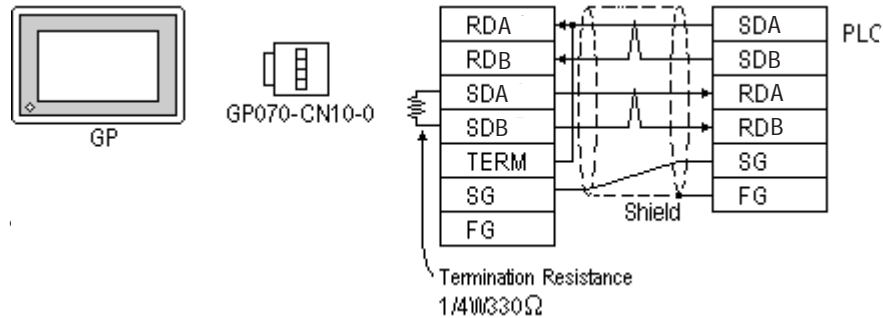 GP
GP070-CN10-0
RDA
RDB
SDA
SDB
TERM
SG
FG
SDA
SDB
RDA
RDB
SG
FG
PLC
Shield
Termination Resistance
1/4W330Ω